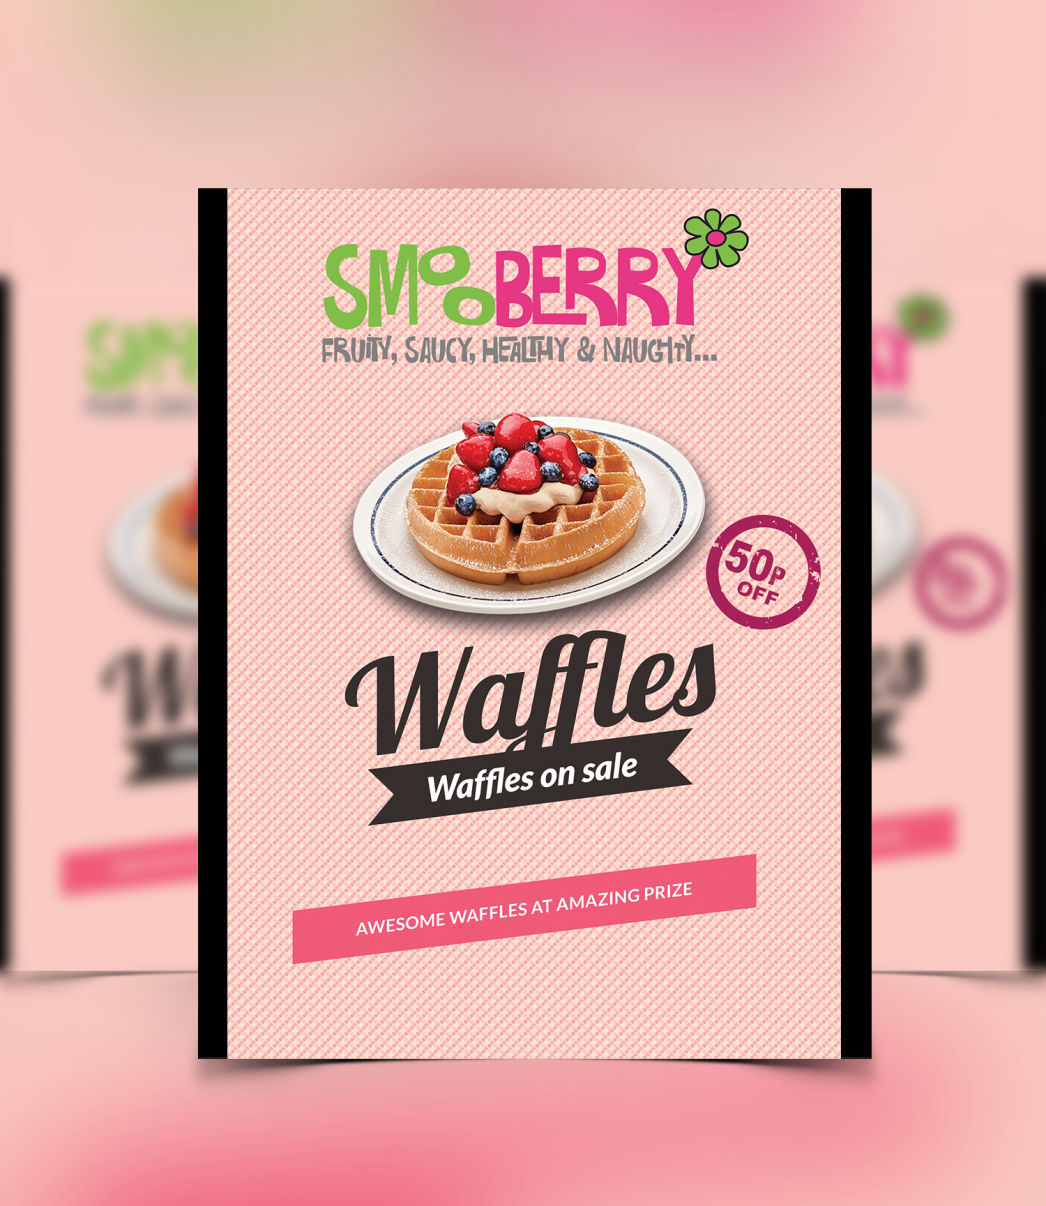 SMOOBERRY
FRUITY, SAUCY, HEALTHY & NAUGHTY...
50P
OFF
Waffles
Waffles on sale
AWESOME WAFFLES AT AMAZING PRIZE